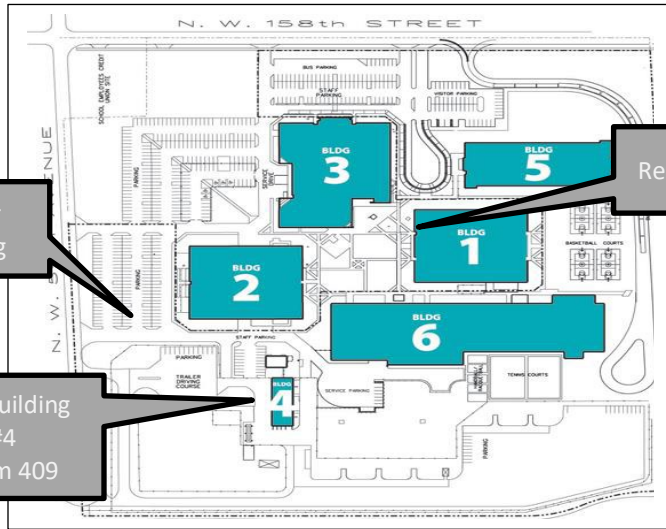 N. W. 158th STREET
BUS PARKING
STAFF
PARKING
VISITOR PARKING
SCHOOL EMPLOYEES CREDIT
UNION SITE
PARKING
SERVICE
DRIVE
BLDG
3
BLDG
5
BLDG
1
BASKETBALL COURTS
BLDG
2
BLDG
6
PARKING
STAFF PARKING
PARKING
TRAILER
DRIVING
COURSE
BLDG
4
SERVICE PARKING
TENNIS COURTS
PARKING
#4
409